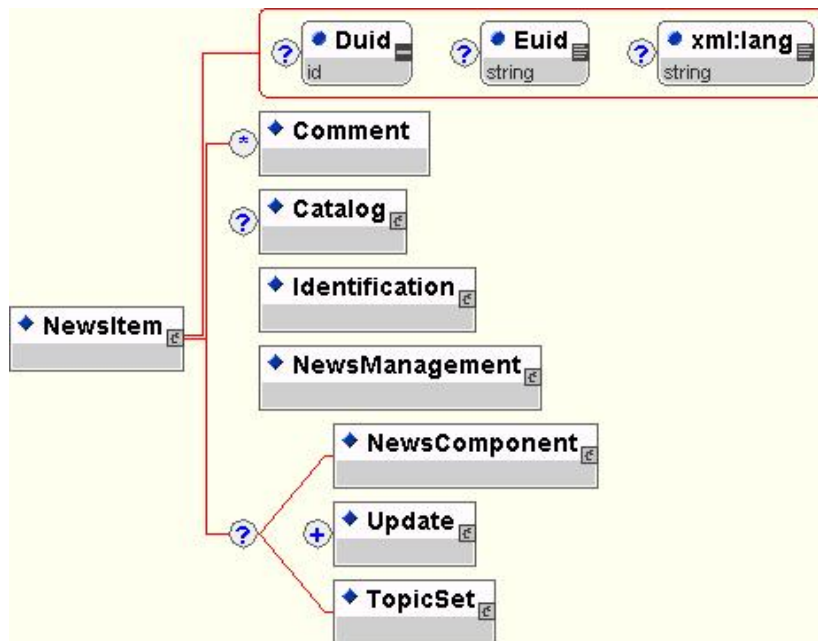 ? Duid
id
? Euid
string
? xml:lang
string
* Comment
? Catalog
Identification
NewsItem
NewsManagement
NewsComponent
? + Update
TopicSet